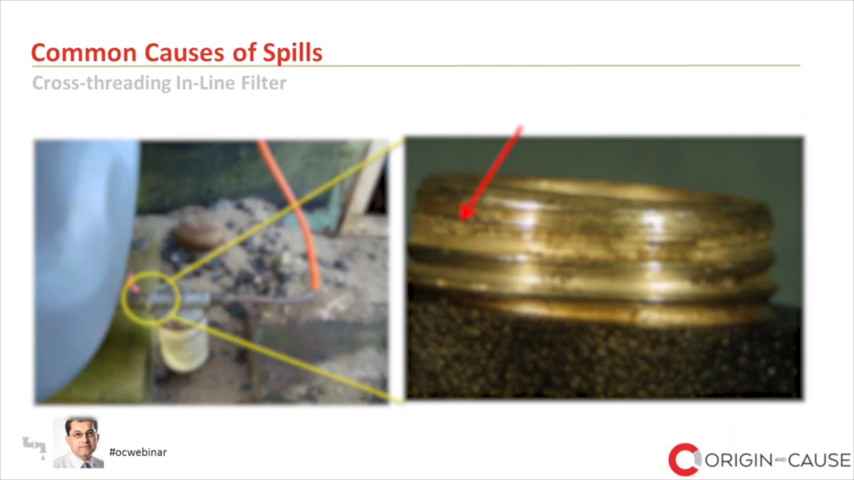 Common Causes of Spills
Cross-threading In-Line Filter
#ocwebinar
ORIGIN AND CAUSE